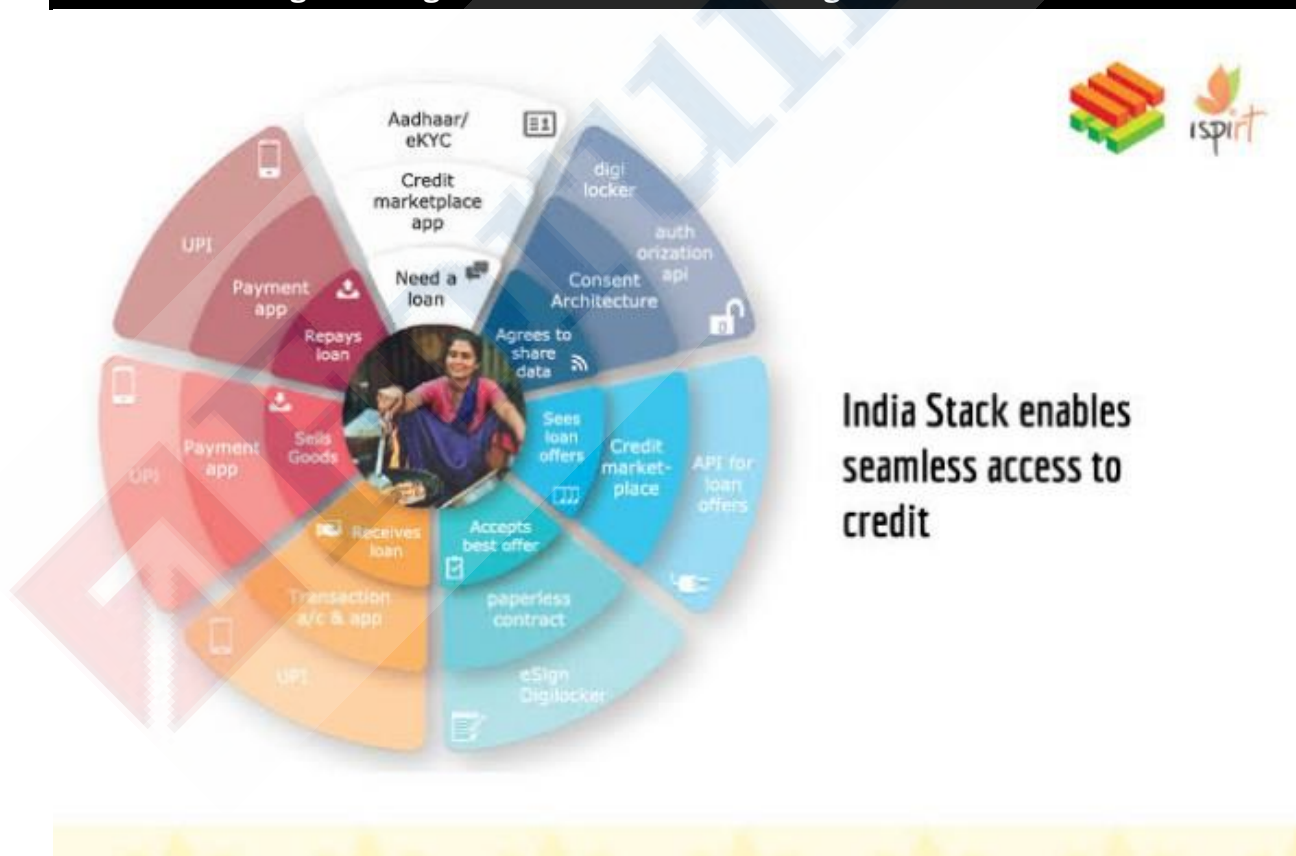 Aadhaar/
eKYC
Credit
marketplace
app
Need a
loan
digi
locker
auth
orization
api
Consent
Architecture
Agrees to
share
data
API for
loan
offers
Credit
market-
place
Sees
loan
offers
Accepts
best offer
paperless
contract
eSign
Digilocker
Receives
loan
Transaction
a/c & app
UPI
Sells
Goods
Payment
app
UPI
Repays
loan
Payment
app
UPI
ispirt
India Stack enables
seamless access to
credit